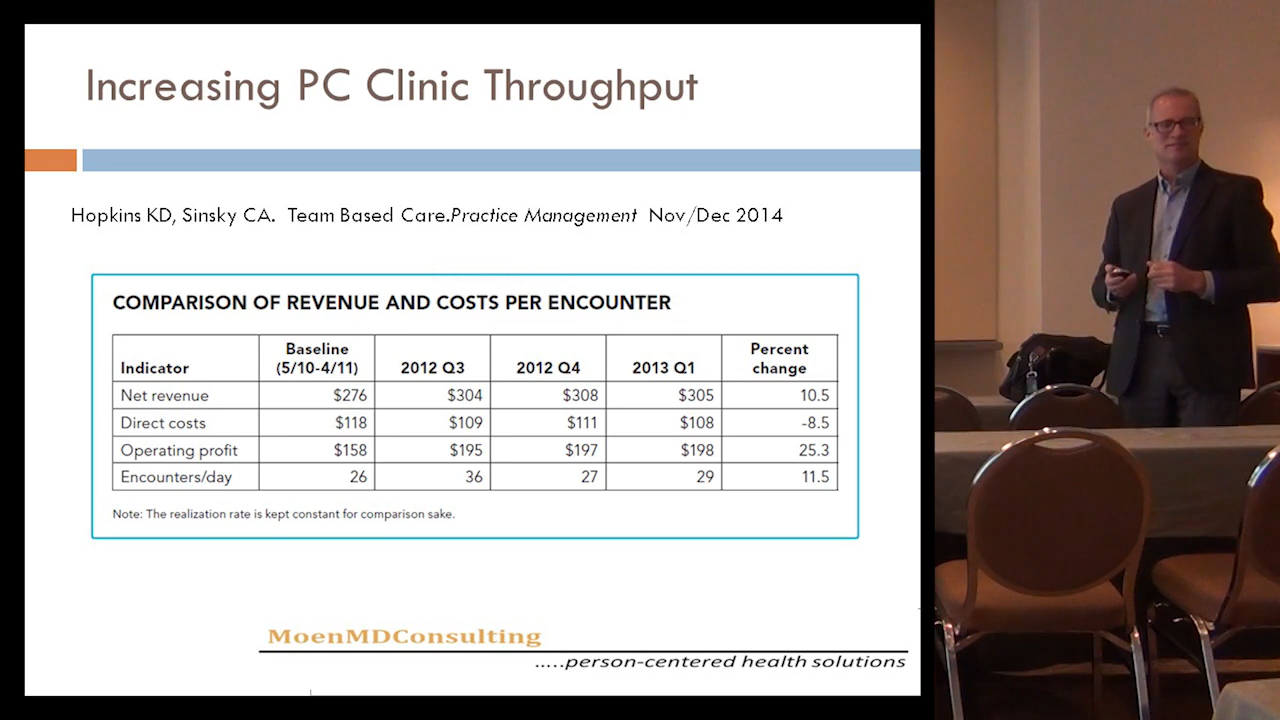 Increasing PC Clinic Throughput
Hopkins KD, Sinsky CA. Team Based Care.Practice Management Nov/Dec 2014
COMPARISON OF REVENUE AND COSTS PER ENCOUNTER
Indicator Baseline (5/10-4/11) 2012 Q3 2012 Q4 2013 Q1 Percent change
Net revenue $276 $304 $308 $305 10.5
Direct costs $118 $109 $111 $108 -8.5
Operating profit $158 $195 $197 $198 25.3
Encounters/day 26 36 27 29 11.5
Note: The realization rate is kept constant for comparison sake.
MoenMDConsulting
.....person-centered health solutions